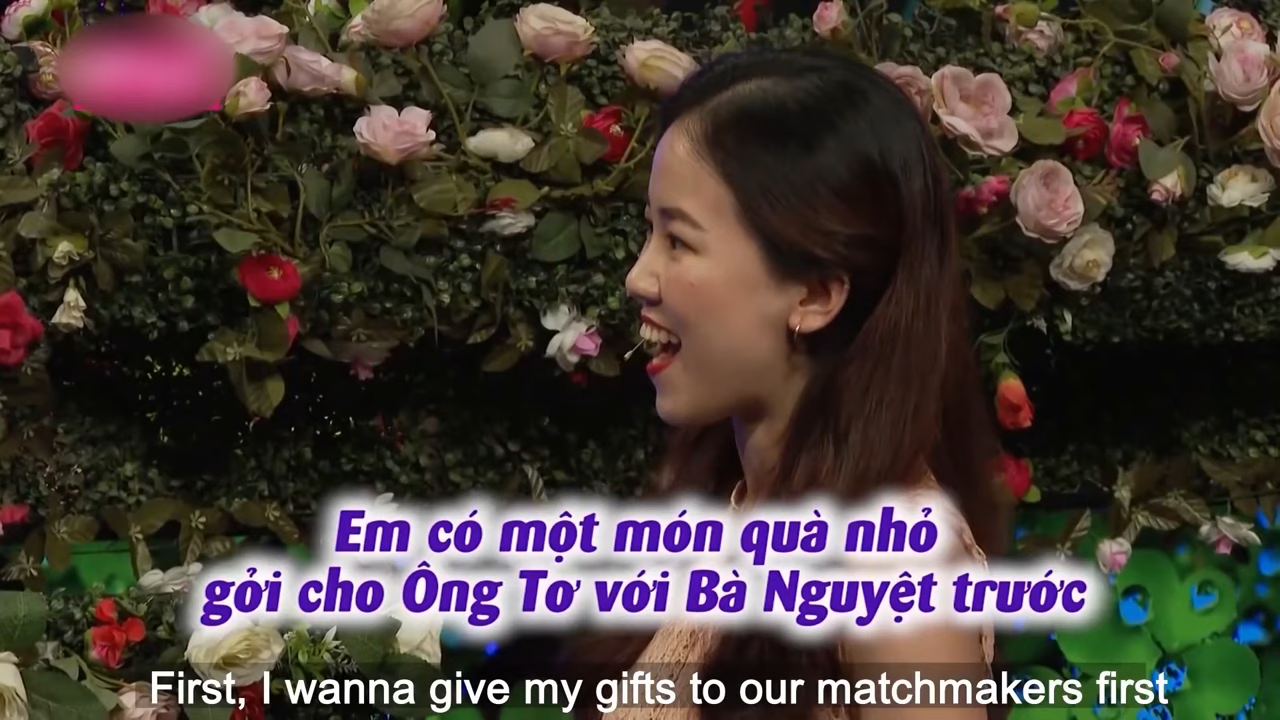 Em có một món quà nhỏ
gởi cho Ông Tơ với Bà Nguyệt trước
First, I wanna give my gifts to our matchmakers first